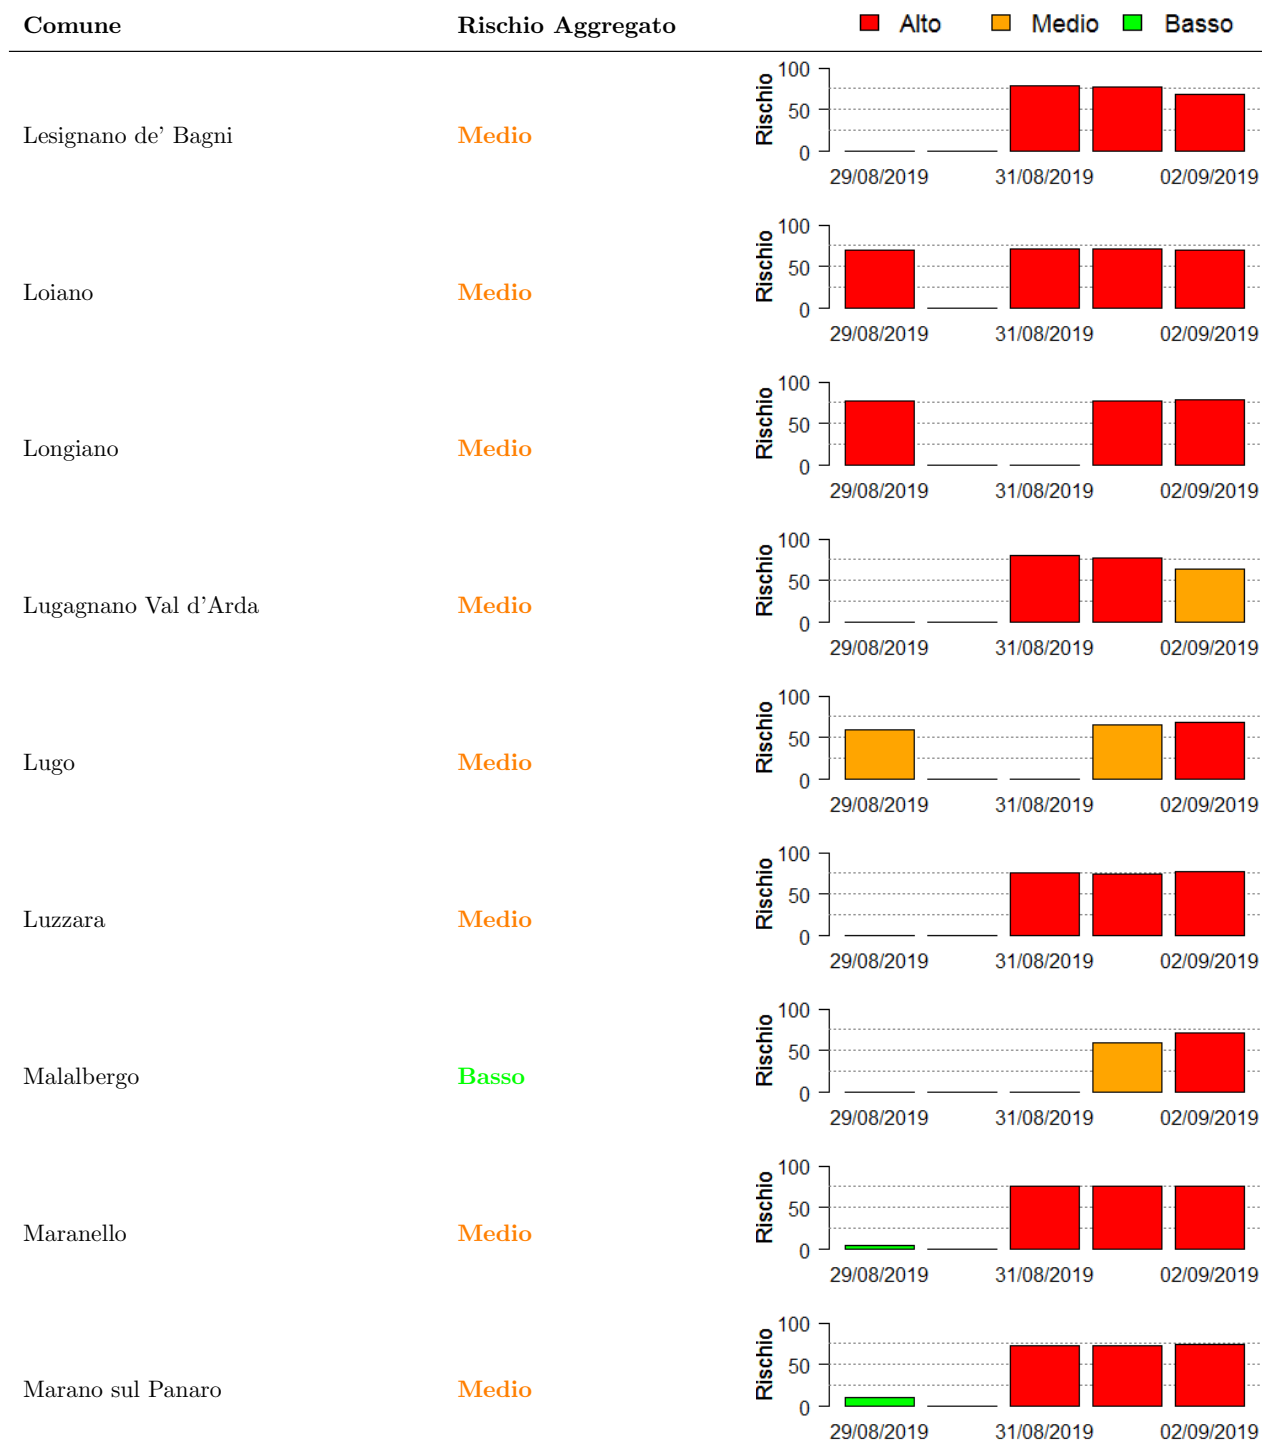 Comune Rischio Aggregato Alto Medio Basso
Lesignano de' Bagni Medio Rischio 100 50 0
29/08/2019 31/08/2019 02/09/2019
Loiano Medio Rischio 100 50 0
29/08/2019 31/08/2019 02/09/2019
Longiano Medio Rischio 100 50 0
29/08/2019 31/08/2019 02/09/2019
Lugagnano Val d'Arda Medio Rischio 100 50 0
29/08/2019 31/08/2019 02/09/2019
Lugo Medio Rischio 100 50 0
29/08/2019 31/08/2019 02/09/2019
Luzzara Medio Rischio 100 50 0
29/08/2019 31/08/2019 02/09/2019
Malalbergo Basso Rischio 100 50 0
29/08/2019 31/08/2019 02/09/2019
Maranello Medio Rischio 100 50 0
29/08/2019 31/08/2019 02/09/2019
Marano sul Panaro Medio Rischio 100 50 0
29/08/2019 31/08/2019 02/09/2019